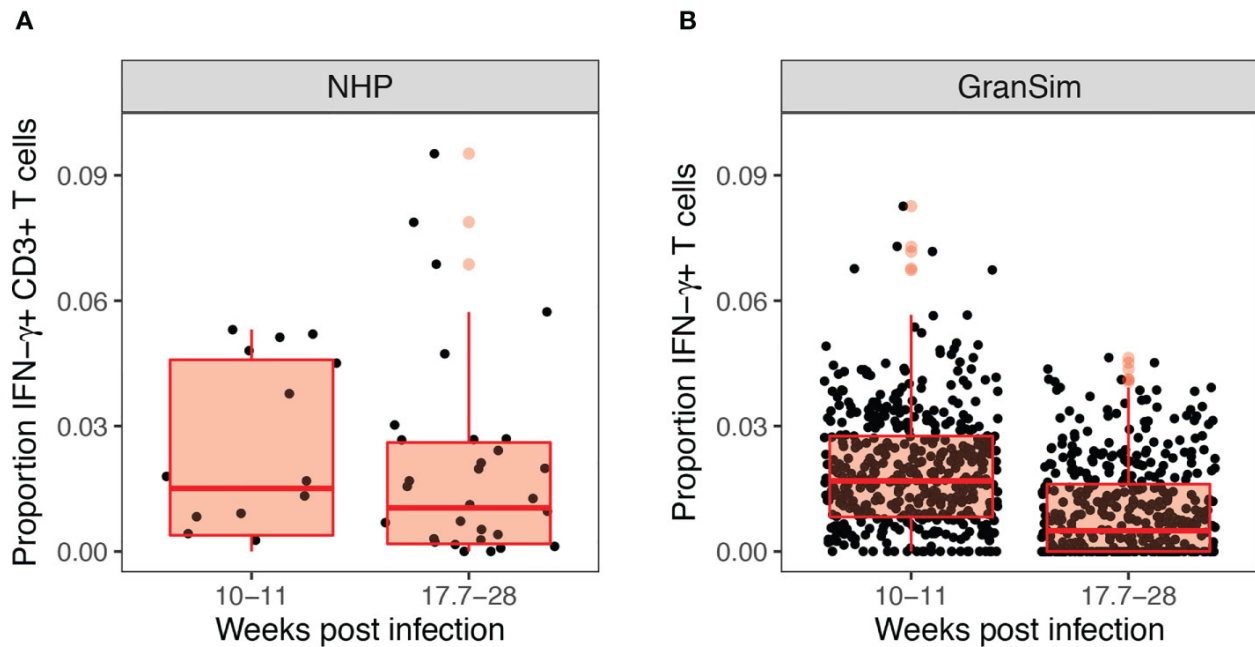 A
NHP
Proportion IFN−γ+ CD3+ T cells
0.09
0.06
0.03
0.00
10−11 17.7−28
Weeks post infection
B
GranSim
Proportion IFN−γ+ T cells
0.09
0.06
0.03
0.00
10−11 17.7−28
Weeks post infection